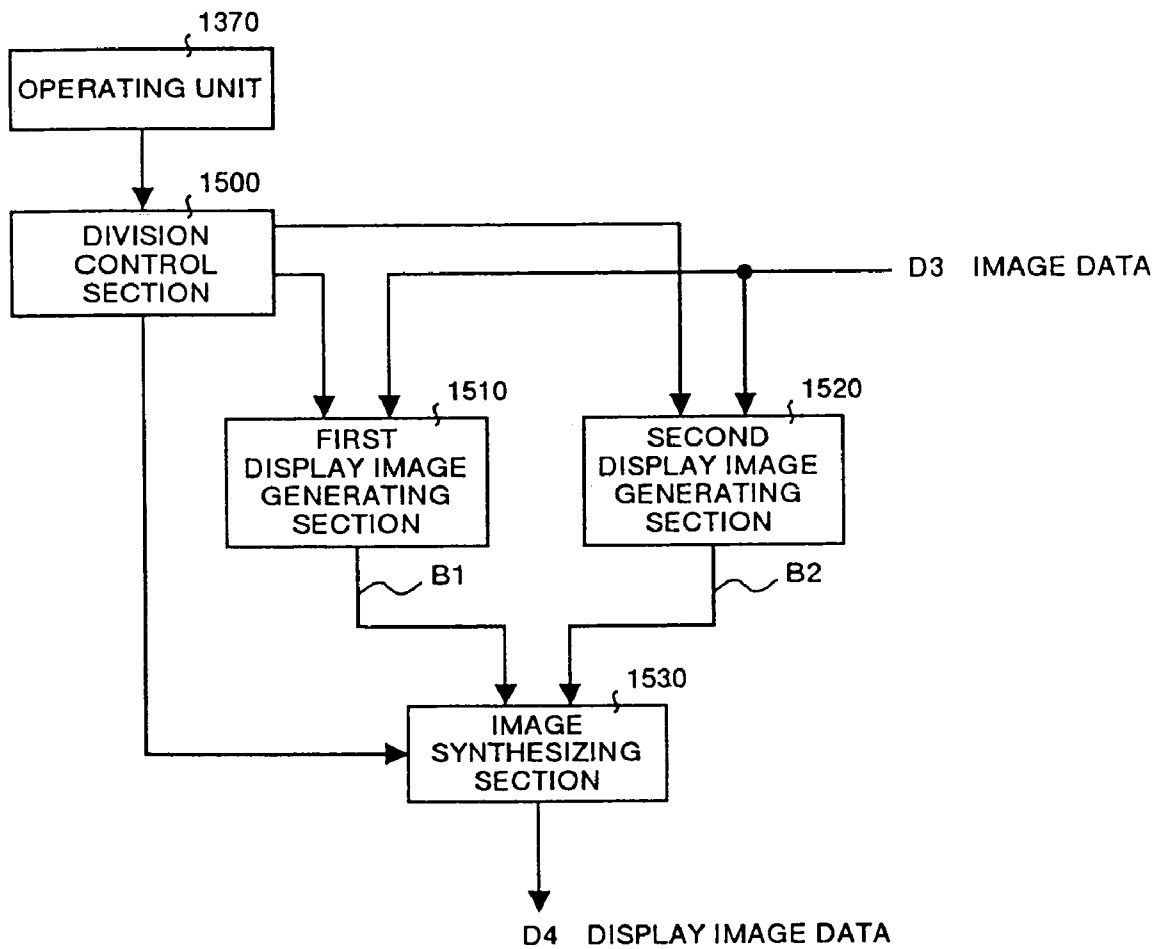 1370
OPERATING UNIT
1500
DIVISION
CONTROL
SECTION
D3 IMAGE DATA
1510
FIRST
DISPLAY IMAGE
GENERATING
SECTION
1520
SECOND
DISPLAY IMAGE
GENERATING
SECTION
B1
B2
1530
IMAGE
SYNTHESIZING
SECTION
D4 DISPLAY IMAGE DATA